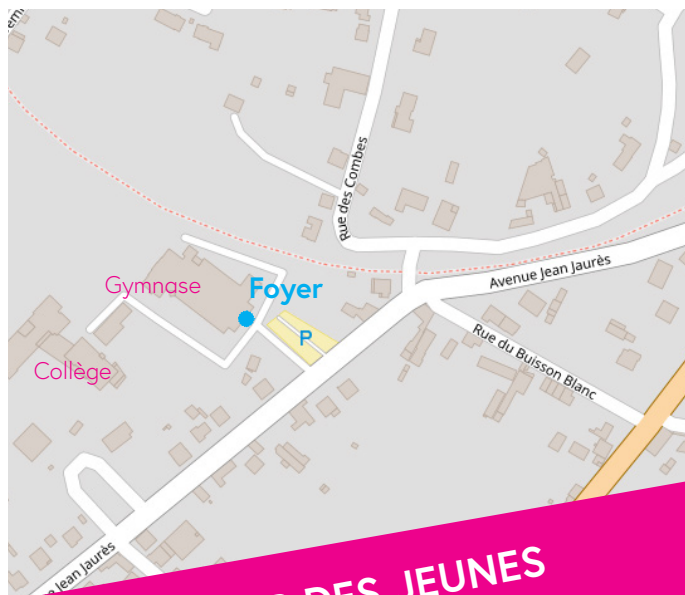 Rue des Combes
Avenue Jean Jaurès
Gymnase
Foyer
P
Rue du Buisson Blanc
Collège
Jean Jaurès
DES JEUNES